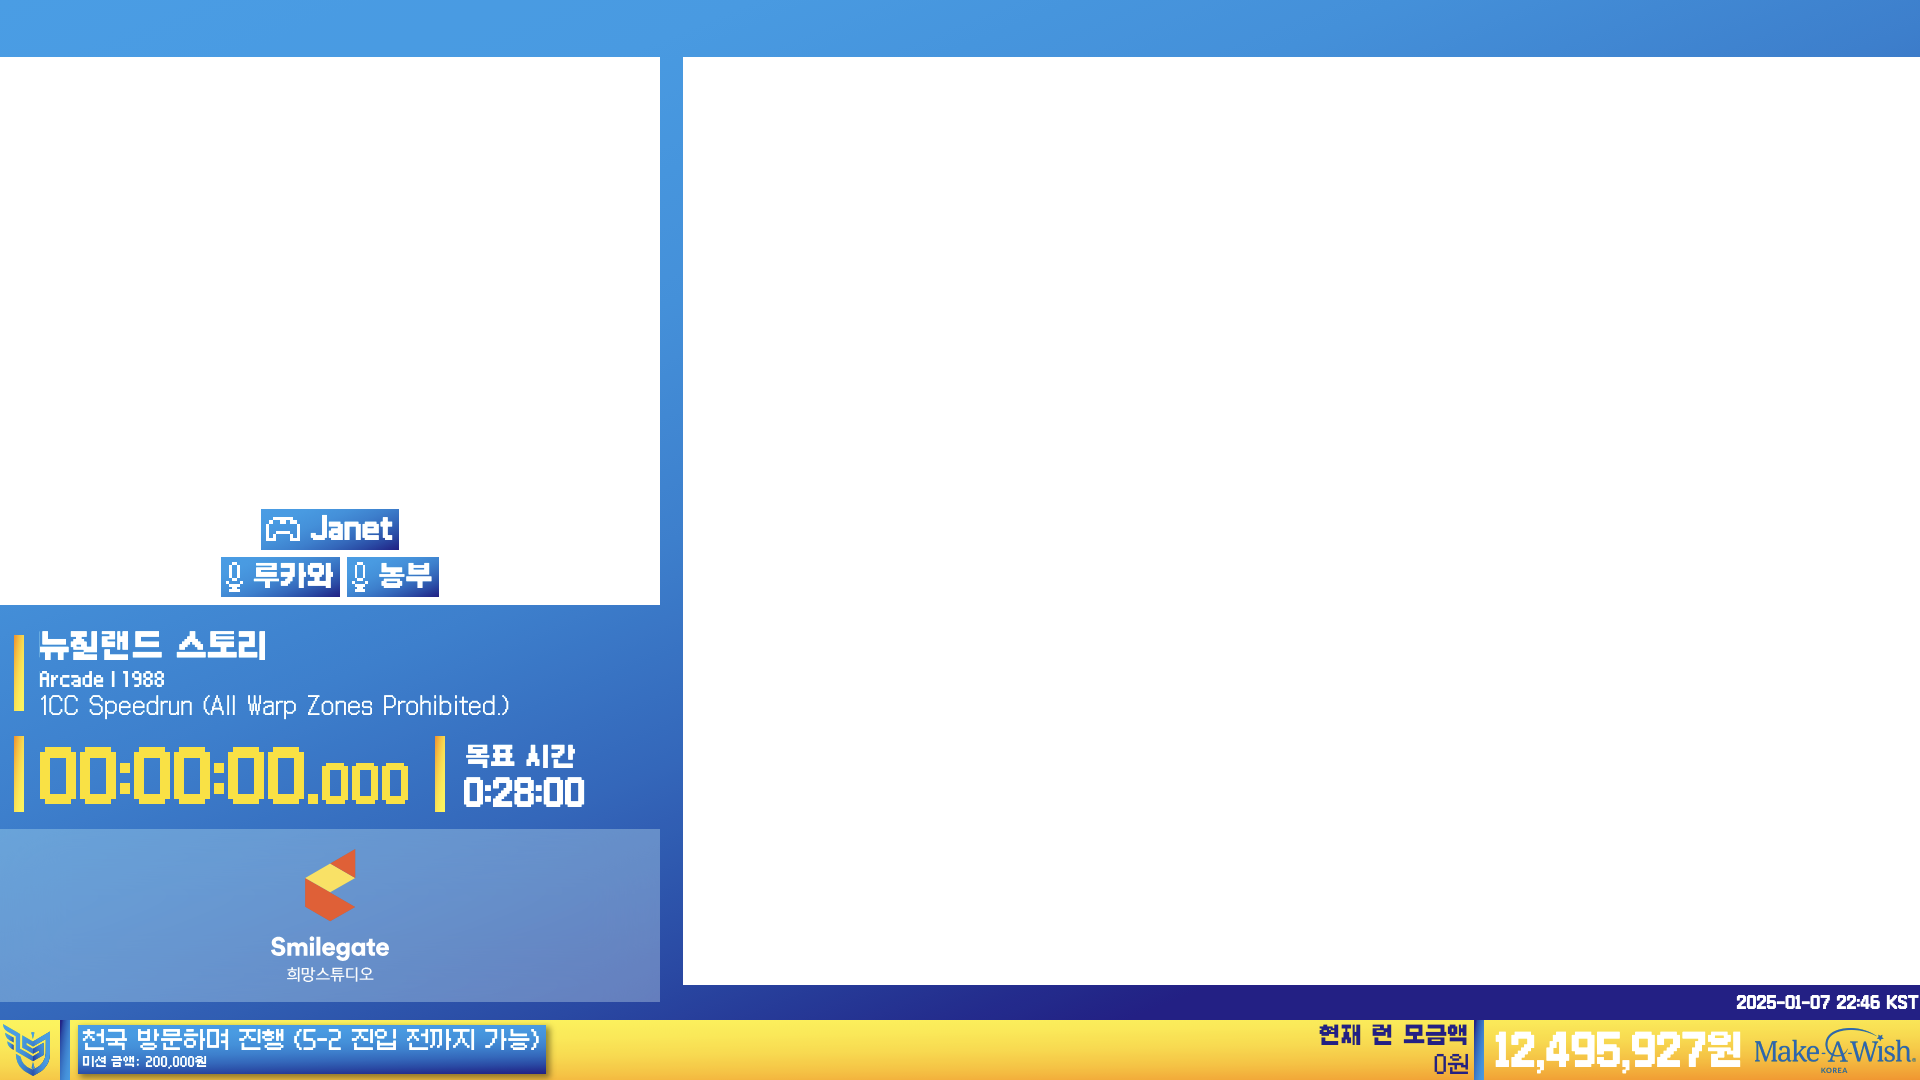 Janet
루카와 농부
뉴질랜드 스토리
Arcade | 1988
1CC Speedrun (All Warp Zones Prohibited.)
00:00:00.000
목표 시간
0:28:00
Smilegate
희망스튜디오
2025-01-07 22:46 KST
천국 방문하며 진행 (5-2 진입 전까지 가능)
미션 금액: 200,000원
현재 런 모금액
0원
12,495,927원
Make-A-Wish.
KOREA